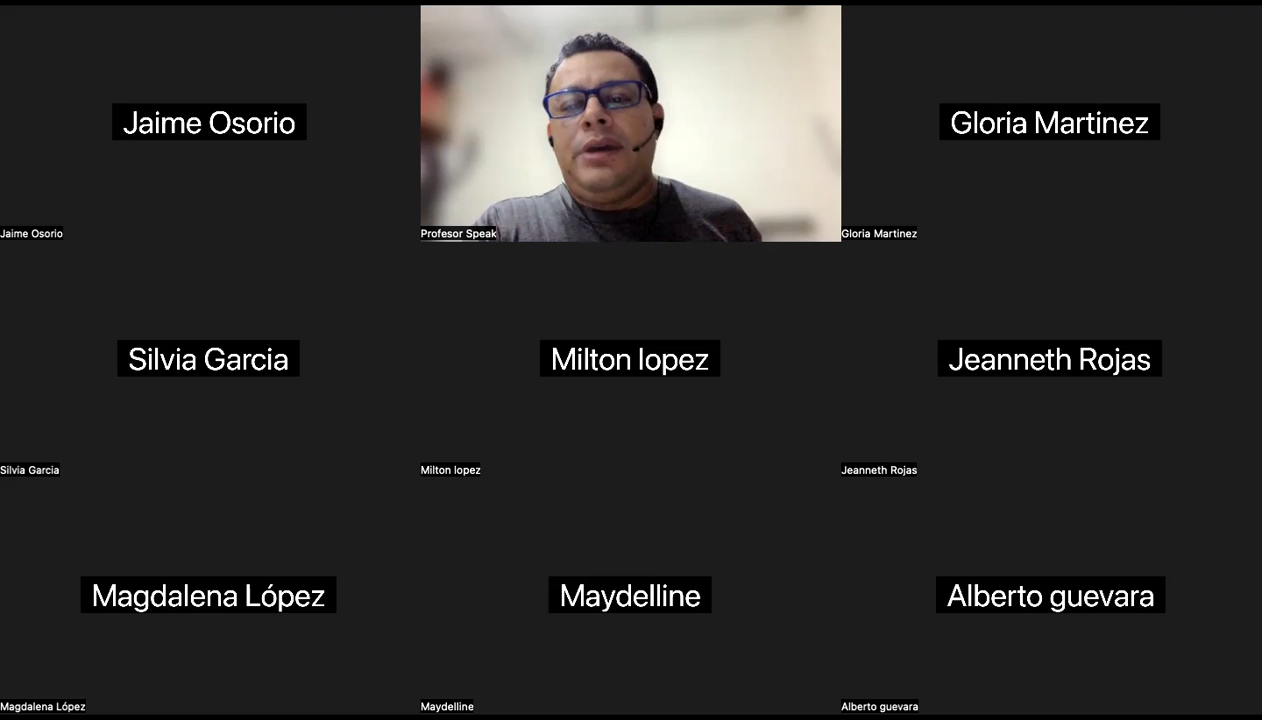 Jaime Osorio
Gloria Martinez
Jaime Osorio
Profesor Speak
Gloria Martinez
Silvia Garcia
Milton lopez
Jeanneth Rojas
Silvia Garcia
Milton lopez
Jeanneth Rojas
Magdalena López
Maydelline
Alberto guevara
Magdalena López
Maydelline
Alberto guevara